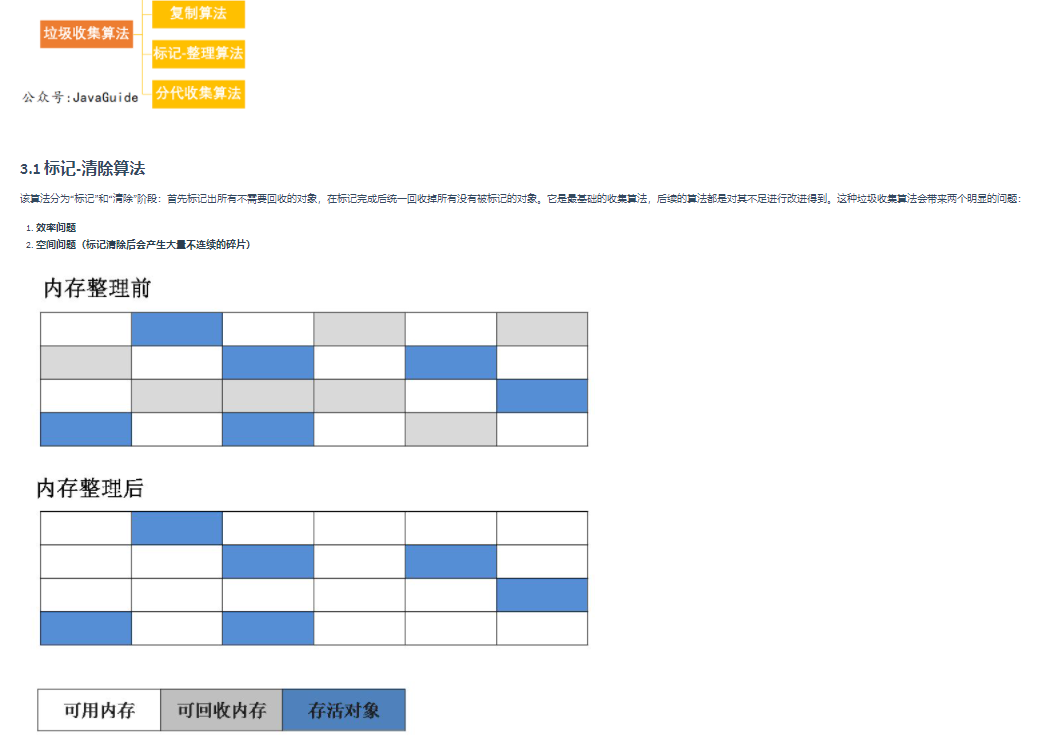 复制算法
垃圾收集算法
标记-整理算法
分代收集算法
公众号:JavaGuide
3.1 标记-清除算法
该算法分为“标记”和“清除”阶段：首先标记出所有不需要回收的对象，在标记完成后统一回收掉所有没有被标记的对象。它是最基础的收集算法，后续的算法都是对其不足进行改进得到。这种垃圾收集算法会带来两个明显的问题：
1. 效率问题
2. 空间问题（标记清除后会产生大量不连续的碎片）
内存整理前
内存整理后
可用内存 可回收内存 存活对象